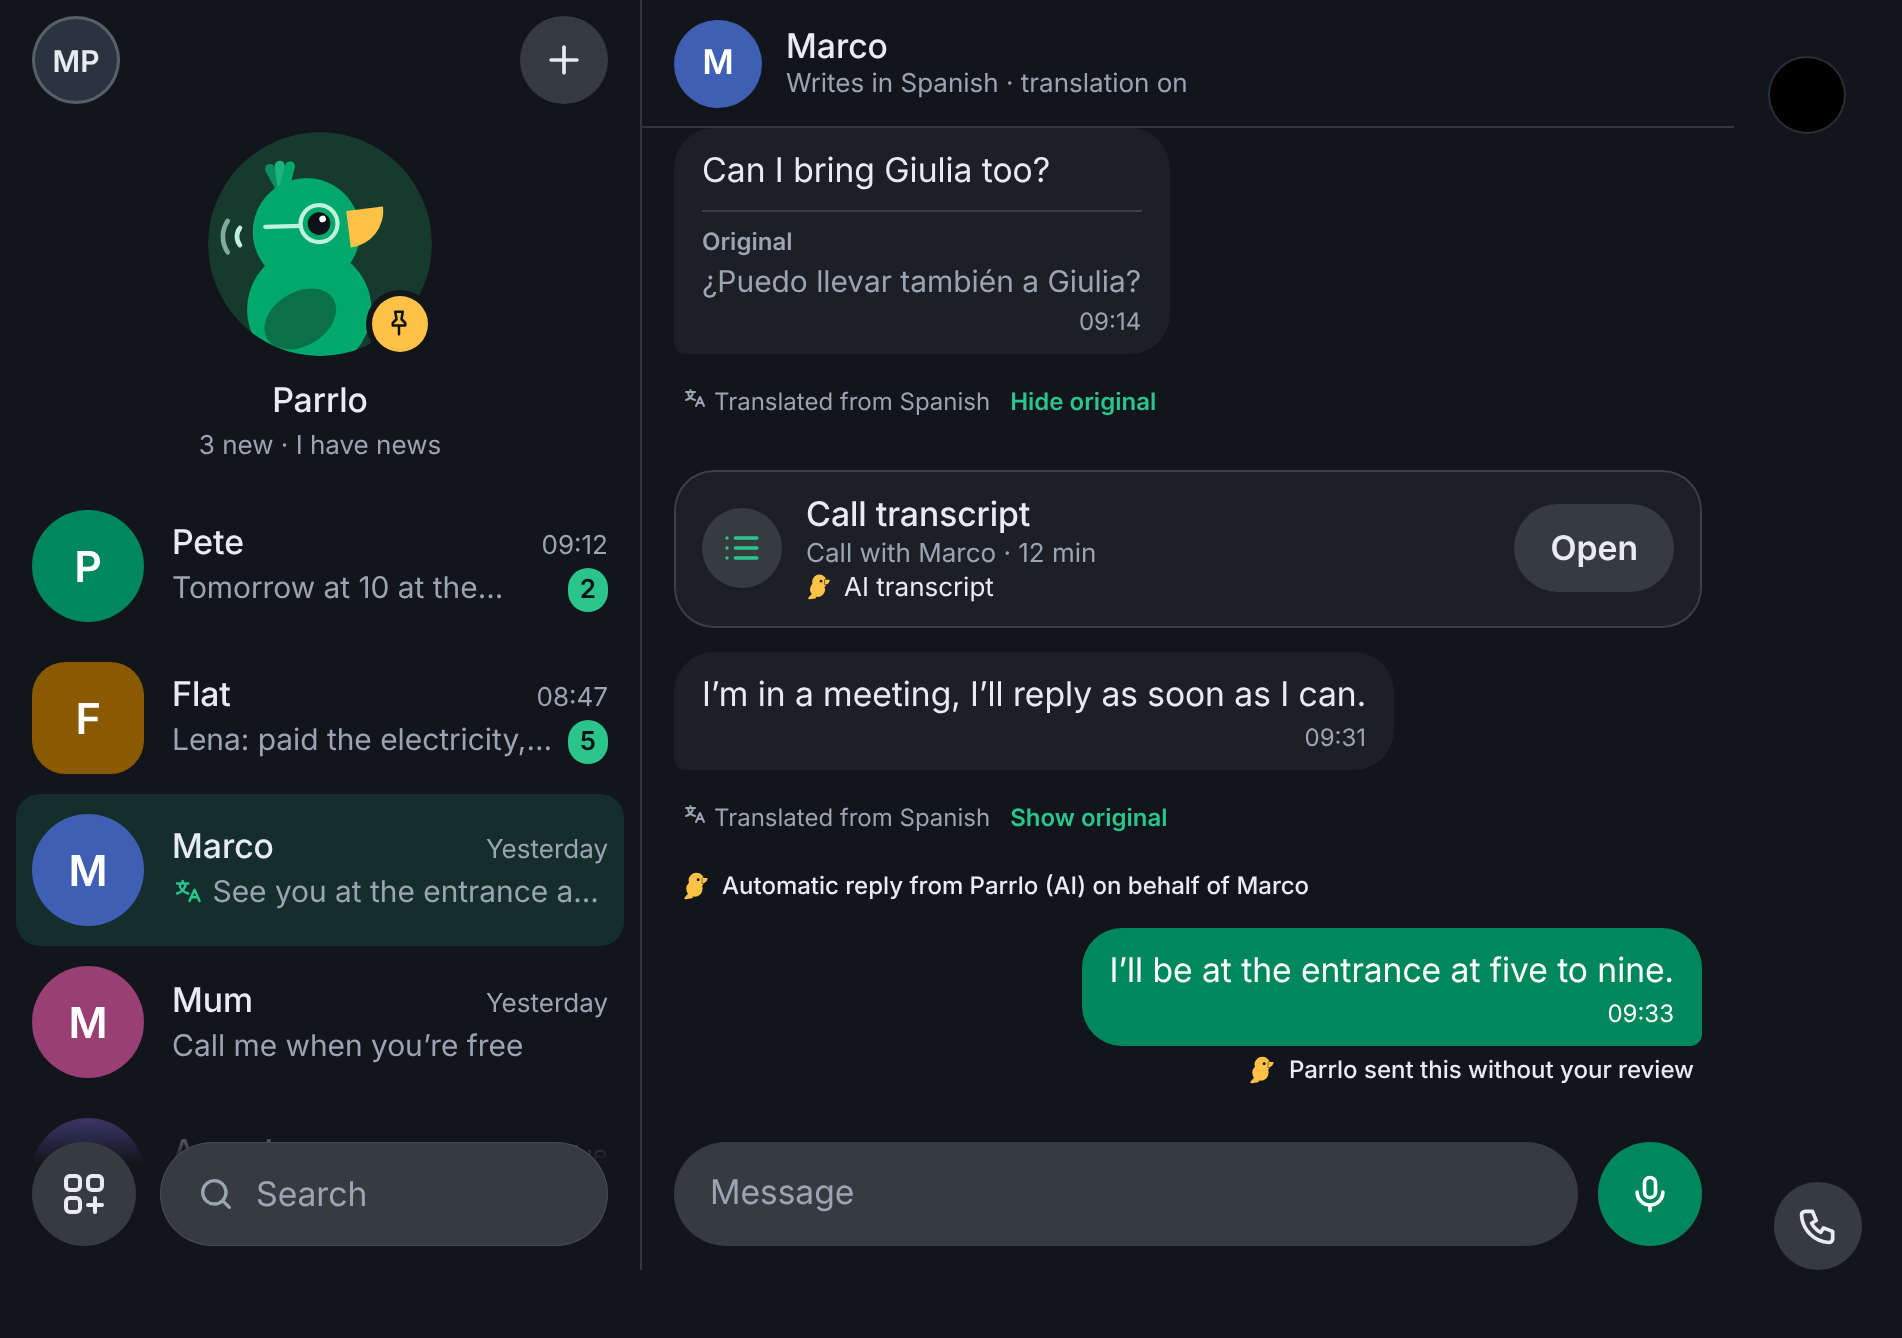 MP
Parrlo
3 new · I have news
P
Pete
09:12
Tomorrow at 10 at the...
2
F
Flat
08:47
Lena: paid the electricity,...
5
M
Marco
Yesterday
See you at the entrance a...
M
Mum
Yesterday
Call me when you’re free
Search
M
Marco
Writes in Spanish · translation on
Can I bring Giulia too?
Original
¿Puedo llevar también a Giulia?
09:14
Translated from Spanish Hide original
Call transcript
Call with Marco · 12 min
AI transcript
Open
I’m in a meeting, I’ll reply as soon as I can.
09:31
Translated from Spanish Show original
Automatic reply from Parrlo (AI) on behalf of Marco
I’ll be at the entrance at five to nine.
09:33
Parrlo sent this without your review
Message